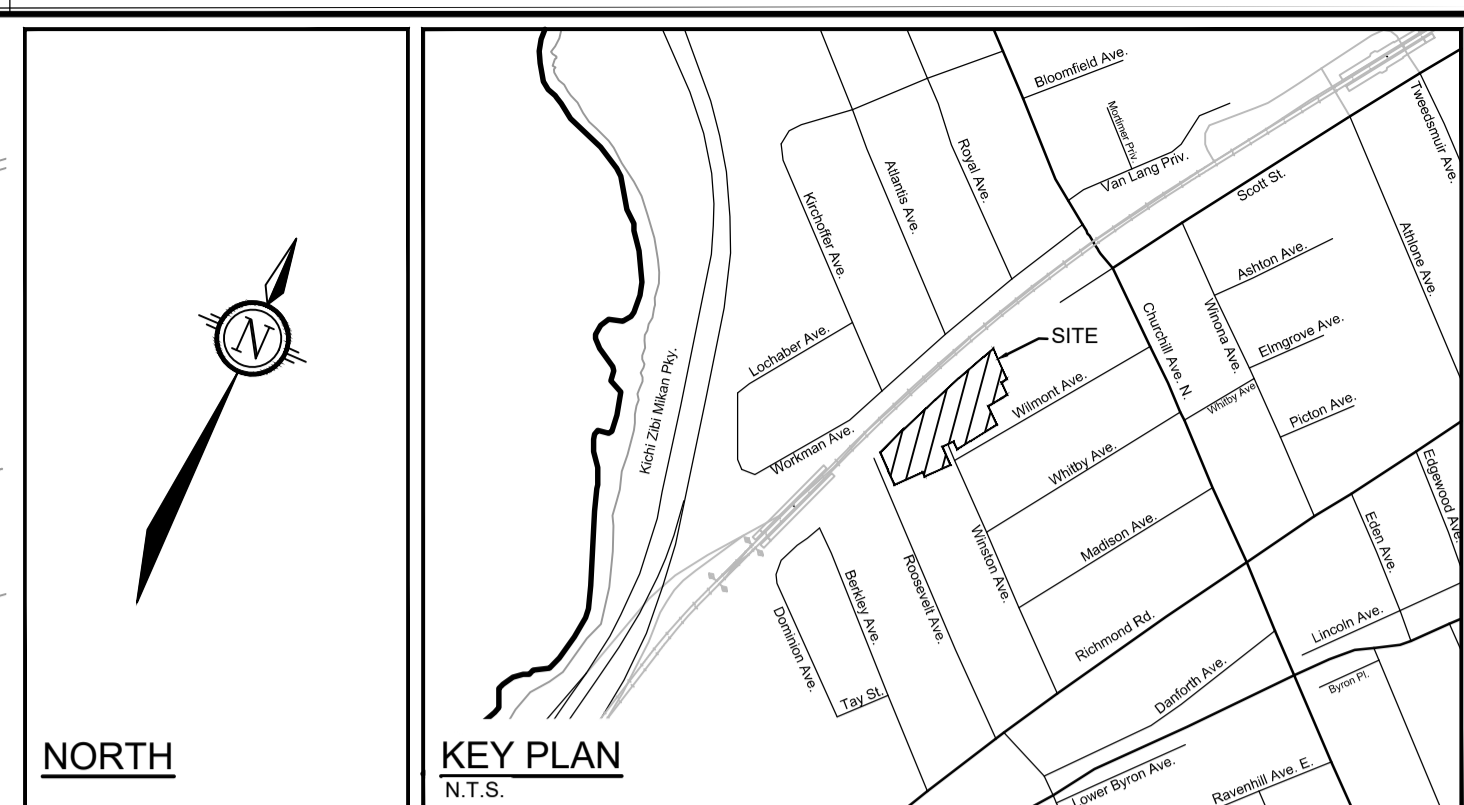 N
NORTH
Bloomfield Ave.
Mortimer Priv.
Van Lang Priv.
Tweedsmuir Ave.
Scott St.
Royal Ave.
Atlantis Ave.
Kirchoffer Ave.
Athlone Ave.
Ashton Ave.
Winona Ave.
Churchill Ave. N.
Elmgrove Ave.
SITE
Lochaber Ave.
Kichi Zibi Mikan Pky.
Wilmont Ave.
Whitby Ave.
Picton Ave.
Workman Ave.
Whitby Ave.
Edgewood Ave.
Madison Ave.
Eden Ave.
Winston Ave.
Roosevelt Ave.
Berkley Ave.
Dominion Ave.
Richmond Rd.
Lincoln Ave.
Danforth Ave.
Byron Pl.
Tay St.
Lower Byron Ave.
Ravenhill Ave. E.
KEY PLAN
N.T.S.